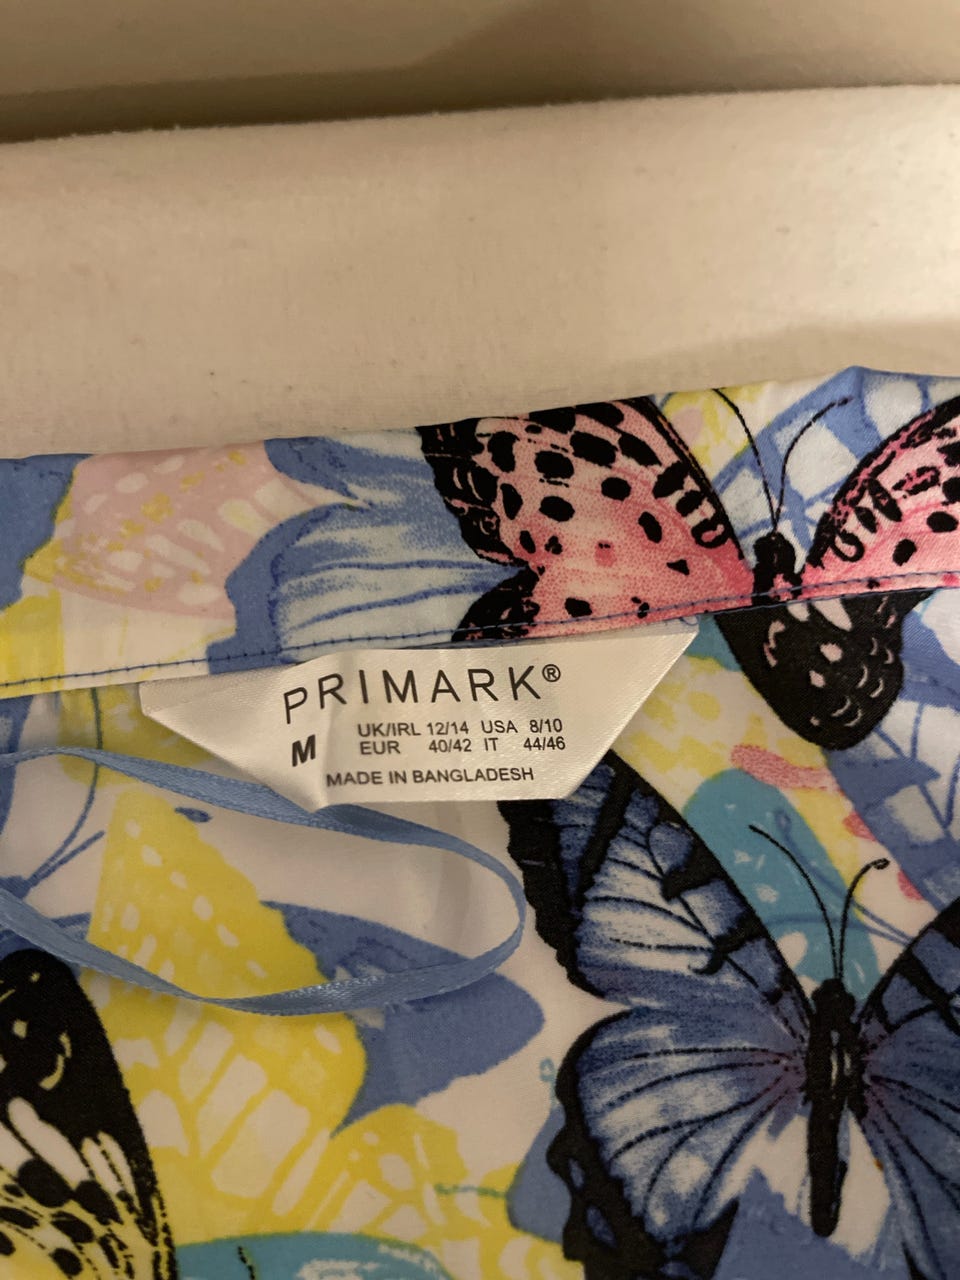 PRIMARK®
M
UK/IRL 12/14 USA 8/10
EUR 40/42 IT 44/46
MADE IN BANGLADESH